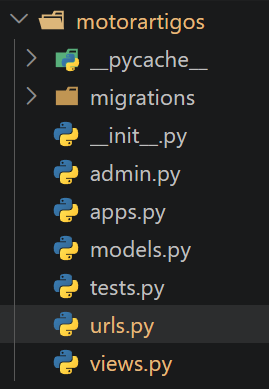 motorartigos
__pycache__
migrations
__init__.py
admin.py
apps.py
models.py
tests.py
urls.py
views.py